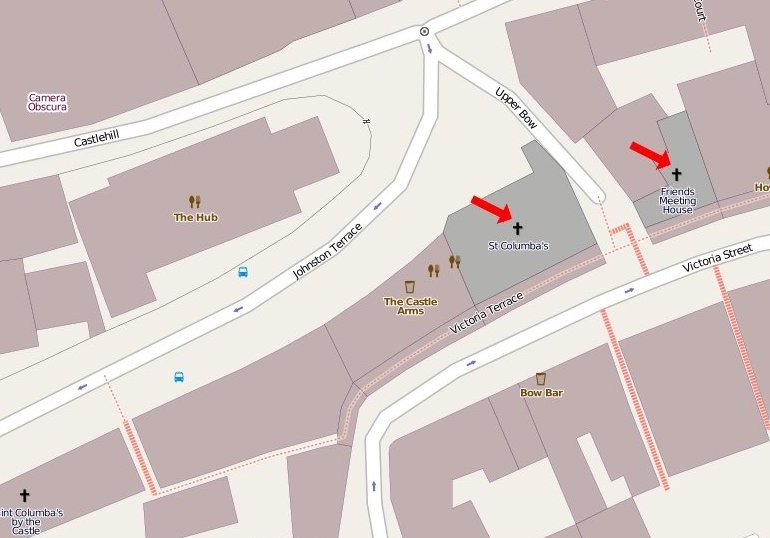 Court
Camera
Obscura
Castlehill
Upper Bow
The Hub
Friends
Meeting
House
Johnston Terrace
St Columba's
Victoria Street
The Castle
Arms
Victoria Terrace
Bow Bar
int Columba's
by the
Castle